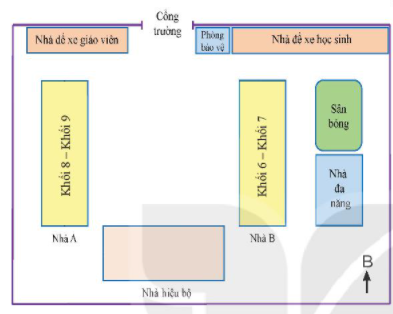 Cổng
trường
Nhà để xe giáo viên
Phòng
bảo vệ
Nhà để xe học sinh
Khối 8 – Khối 9
Khối 6 – Khối 7
Sân
bóng
Nhà
đa
năng
Nhà A
Nhà B
B
Nhà hiệu bộ